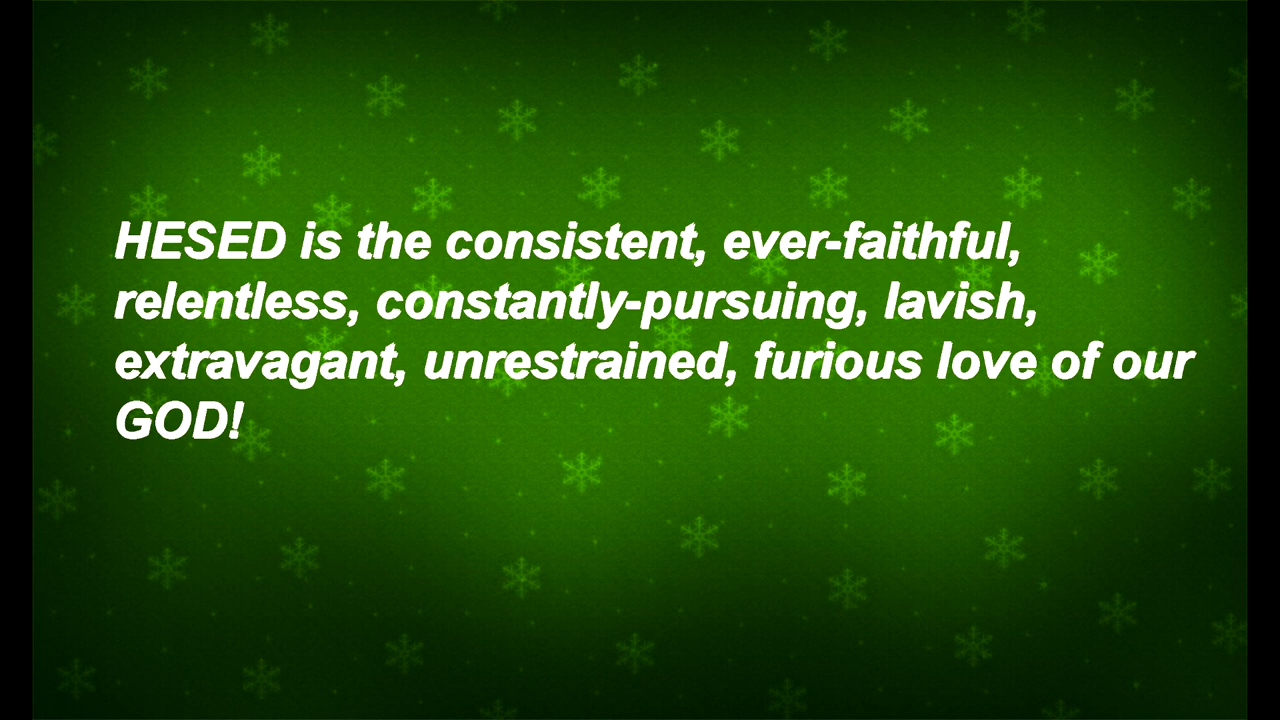 HESED is the consistent, ever-faithful,
relentless, constantly-pursuing, lavish,
extravagant, unrestrained, furious love of our
GOD!